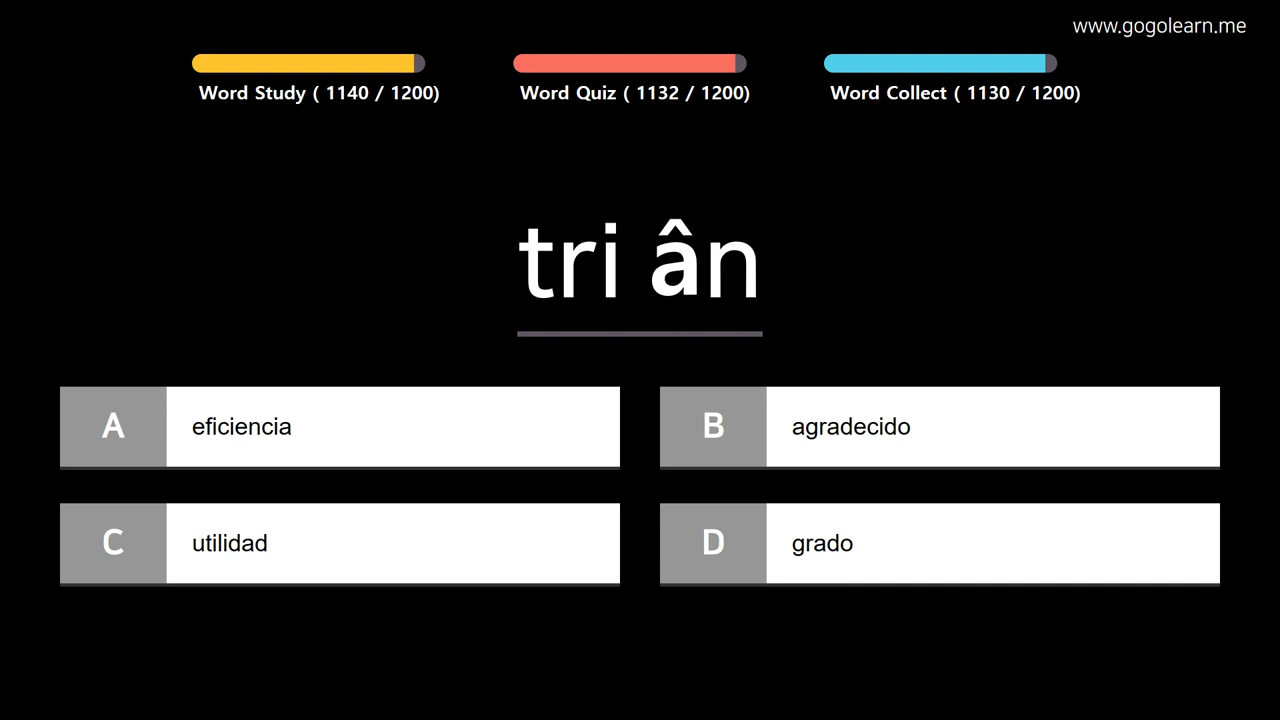 www.gogolearn.me
Word Study ( 1140 / 1200)
Word Quiz ( 1132 / 1200)
Word Collect ( 1130 / 1200)
tri ân
A eficiencia
B agradecido
C utilidad
D grado